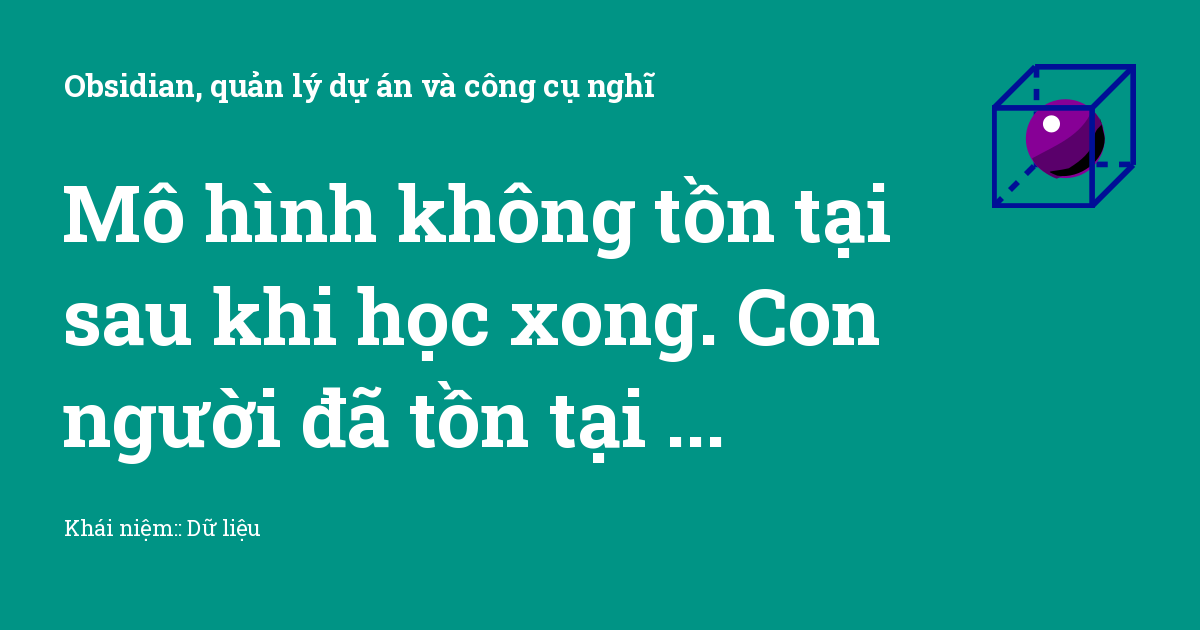 Obsidian, quản lý dự án và công cụ nghĩ
Mô hình không tồn tại
sau khi học xong. Con
người đã tồn tại ...
Khái niệm:: Dữ liệu